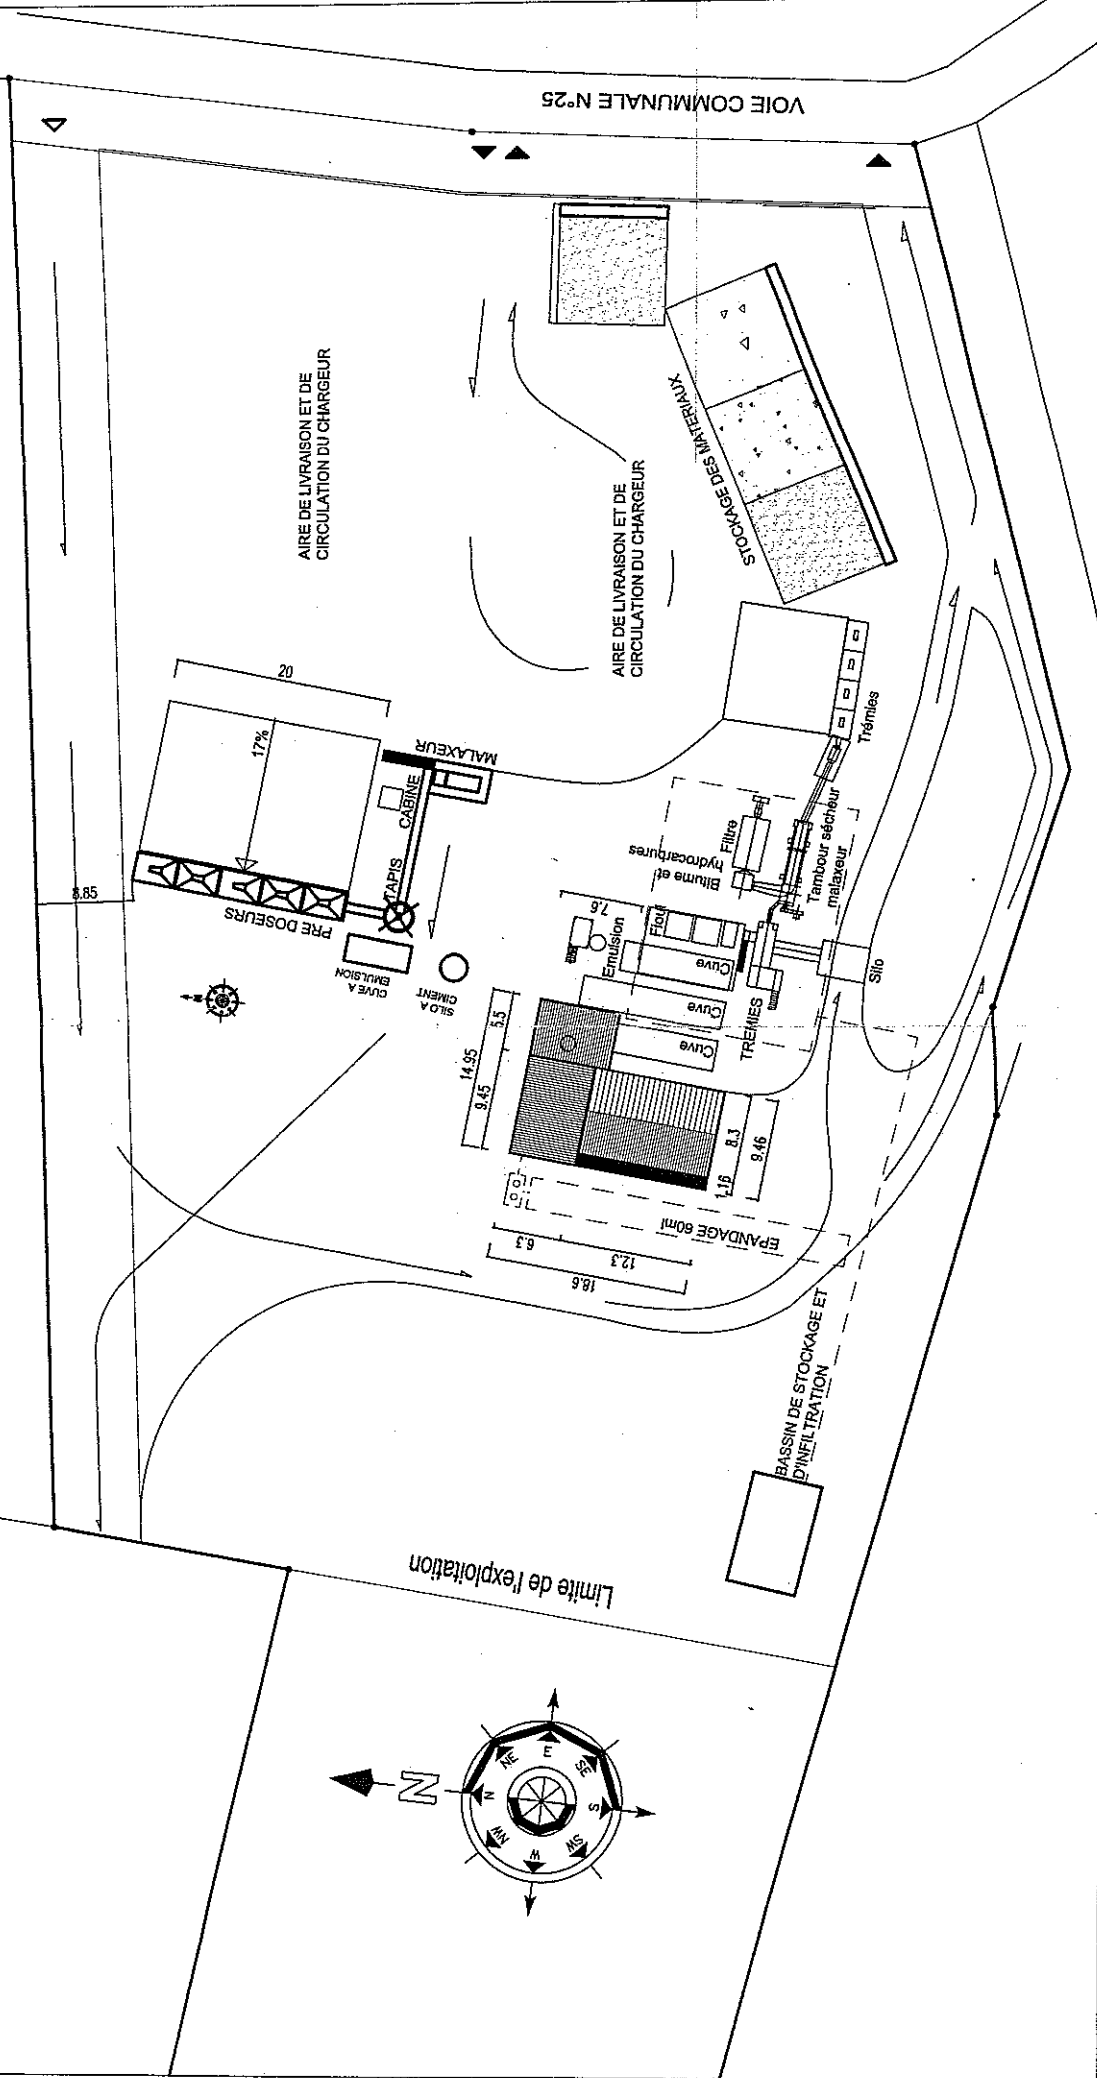 VOIE COMMUNALE N°25
AIRE DE LIVRAISON ET DE
CIRCULATION DU CHARGEUR
AIRE DE LIVRAISON ET DE
CIRCULATION DU CHARGEUR
STOCKAGE DES MATERIAUX
20
17%
MALAXEUR
CABINE
TAPIS
PRE DOSEURS
8.85
CUVE A
EMULSION
SILO A
CIMENT
N
Trémies
Tambour sécheur
malaxeur
Filtre
Bitume et
hydrocarbures
7.6
Fioul
Emulsion
Cuve
Cuve
Cuve
TREMIES
Silo
5.5
14.95
9.45
8.3
9.46
1.16
EPANDAGE 60ml
6.3
12.3
18.6
BASSIN DE STOCKAGE ET
D'INFILTRATION
Limite de l'exploitation
N
N
NE
E
SE
S
SW
W
NW